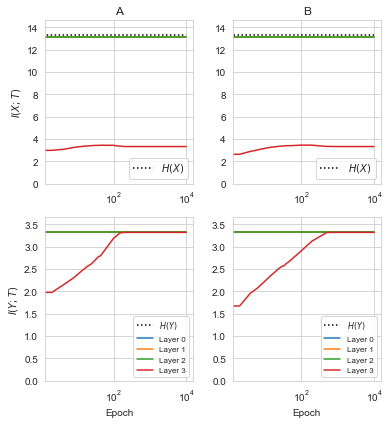 A
B
14
12
10
8
6
4
2
0
I(X; T)
H(X)
10²
10⁴
14
12
10
8
6
4
2
0
H(X)
10²
10⁴
3.5
3.0
2.5
2.0
1.5
1.0
0.5
0.0
I(Y; T)
H(Y)
Layer 0
Layer 1
Layer 2
Layer 3
10²
10⁴
Epoch
3.5
3.0
2.5
2.0
1.5
1.0
0.5
0.0
H(Y)
Layer 0
Layer 1
Layer 2
Layer 3
10²
10⁴
Epoch